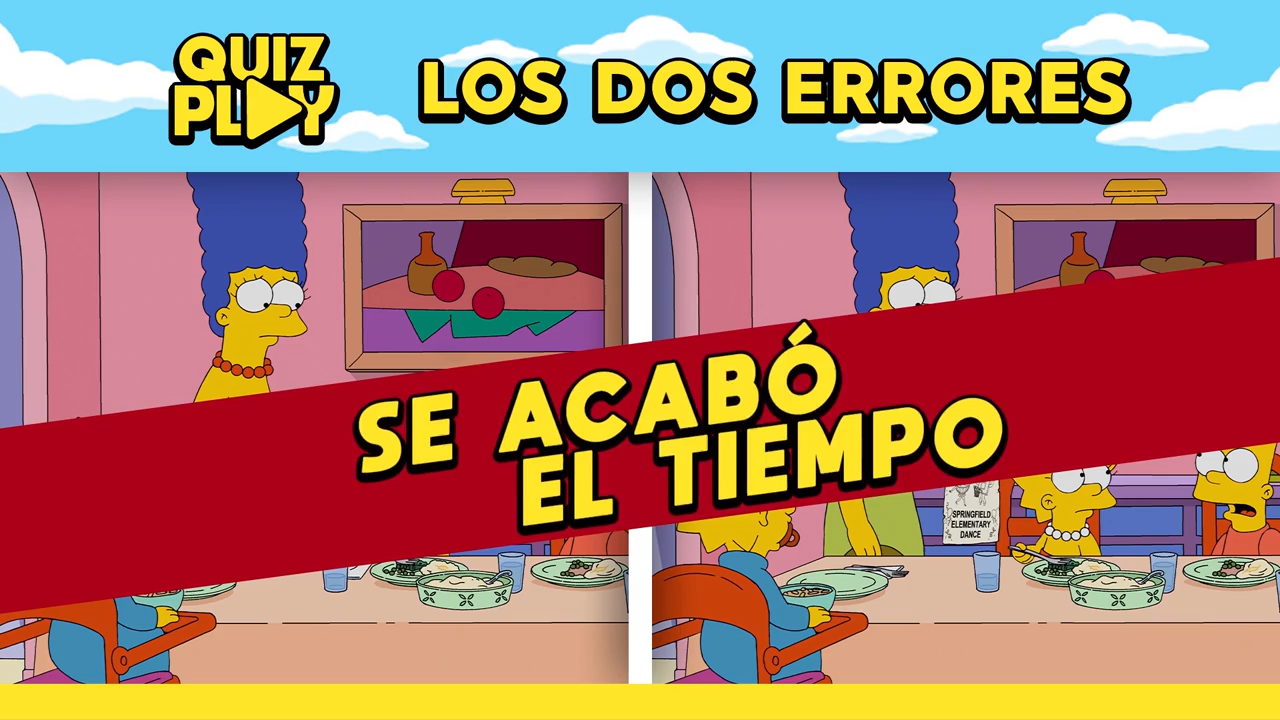 QUIZ
PLAY
LOS DOS ERRORES
SE ACABÓ
EL TIEMPO
SPRINGFIELD
ELEMENTARY
DANCE